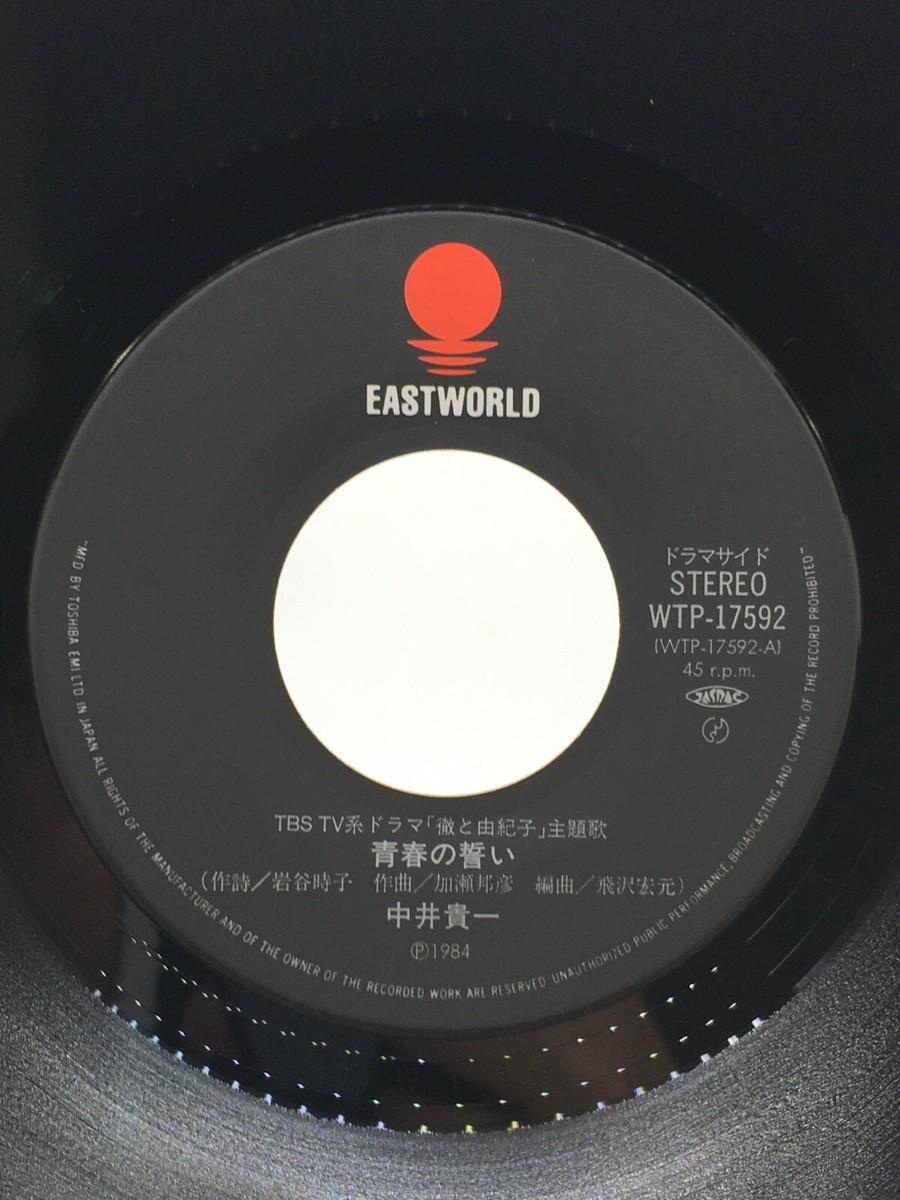 EASTWORLD
ドラマサイド
STEREO
WTP-17592
(WTP-17592-A)
45 r.p.m.
JASRAC
TBS TV系ドラマ「徹と由紀子」主題歌
青春の誓い
(作詩/岩谷時子 作曲/加瀬邦彦 編曲/飛沢宏元)
中井貴一
Ⓟ1984
"MFD BY TOSHIBA EMI LTD IN JAPAN ALL RIGHTS OF THE MANUFACTURER AND OF THE OWNER OF THE RECORDED WORK ARE RESERVED UNAUTHORIZED PUBLIC PERFORMANCE, BROADCASTING AND COPYING OF THE RECORD PROHIBITED"